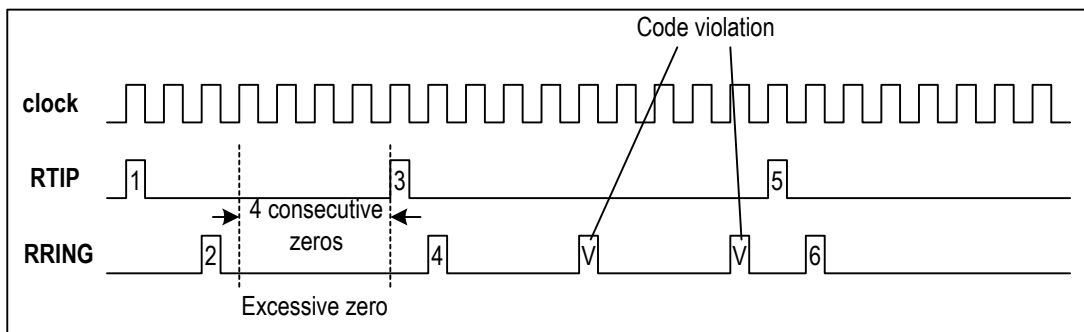 Code violation
clock
RTIP
1
3
5
4 consecutive
zeros
RRING
2
4
V
V
6
Excessive zero